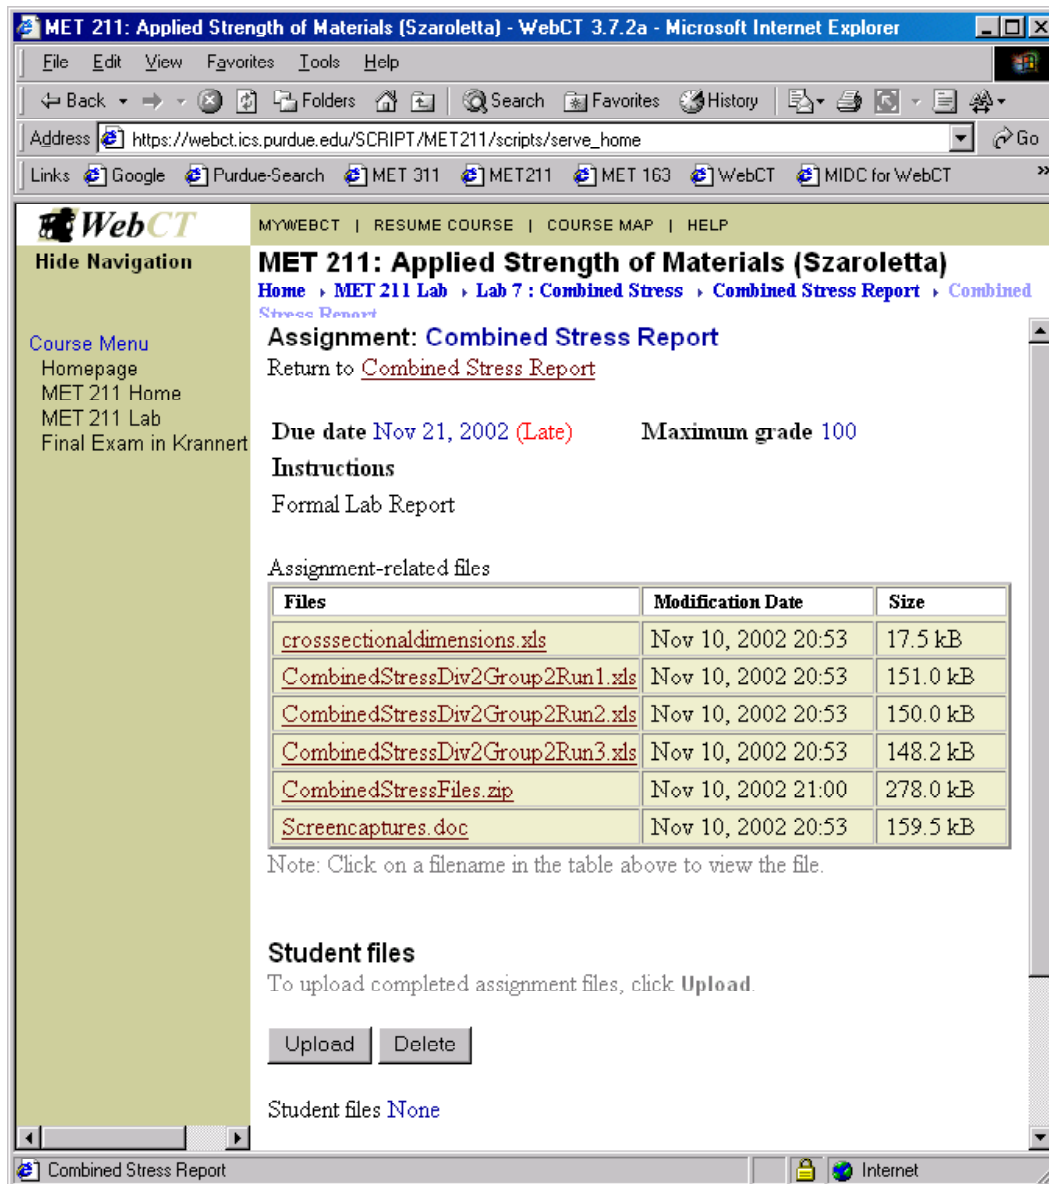 MET 211: Applied Strength of Materials (Szaroletta) - WebCT 3.7.2a - Microsoft Internet Explorer
File Edit View Favorites Tools Help
Back Folders Search Favorites History
Address https://webct.ics.purdue.edu/SCRIPT/MET211/scripts/serve_home Go
Links Google Purdue-Search MET 311 MET211 MET 163 WebCT MIDC for WebCT »
WebCT MYWEBCT | RESUME COURSE | COURSE MAP | HELP
Hide Navigation
MET 211: Applied Strength of Materials (Szaroletta)
Home › MET 211 Lab › Lab 7 : Combined Stress › Combined Stress Report › Combined
Stress Report
Course Menu
Homepage
MET 211 Home
MET 211 Lab
Final Exam in Krannert
Assignment: Combined Stress Report
Return to Combined Stress Report
Due date Nov 21, 2002 (Late) Maximum grade 100
Instructions
Formal Lab Report
Assignment-related files
Files Modification Date Size
crosssectionaldimensions.xls Nov 10, 2002 20:53 17.5 kB
CombinedStressDiv2Group2Run1.xls Nov 10, 2002 20:53 151.0 kB
CombinedStressDiv2Group2Run2.xls Nov 10, 2002 20:53 150.0 kB
CombinedStressDiv2Group2Run3.xls Nov 10, 2002 20:53 148.2 kB
CombinedStressFiles.zip Nov 10, 2002 21:00 278.0 kB
Screencaptures.doc Nov 10, 2002 20:53 159.5 kB
Note: Click on a filename in the table above to view the file.
Student files
To upload completed assignment files, click Upload.
Upload Delete
Student files None
Combined Stress Report Internet